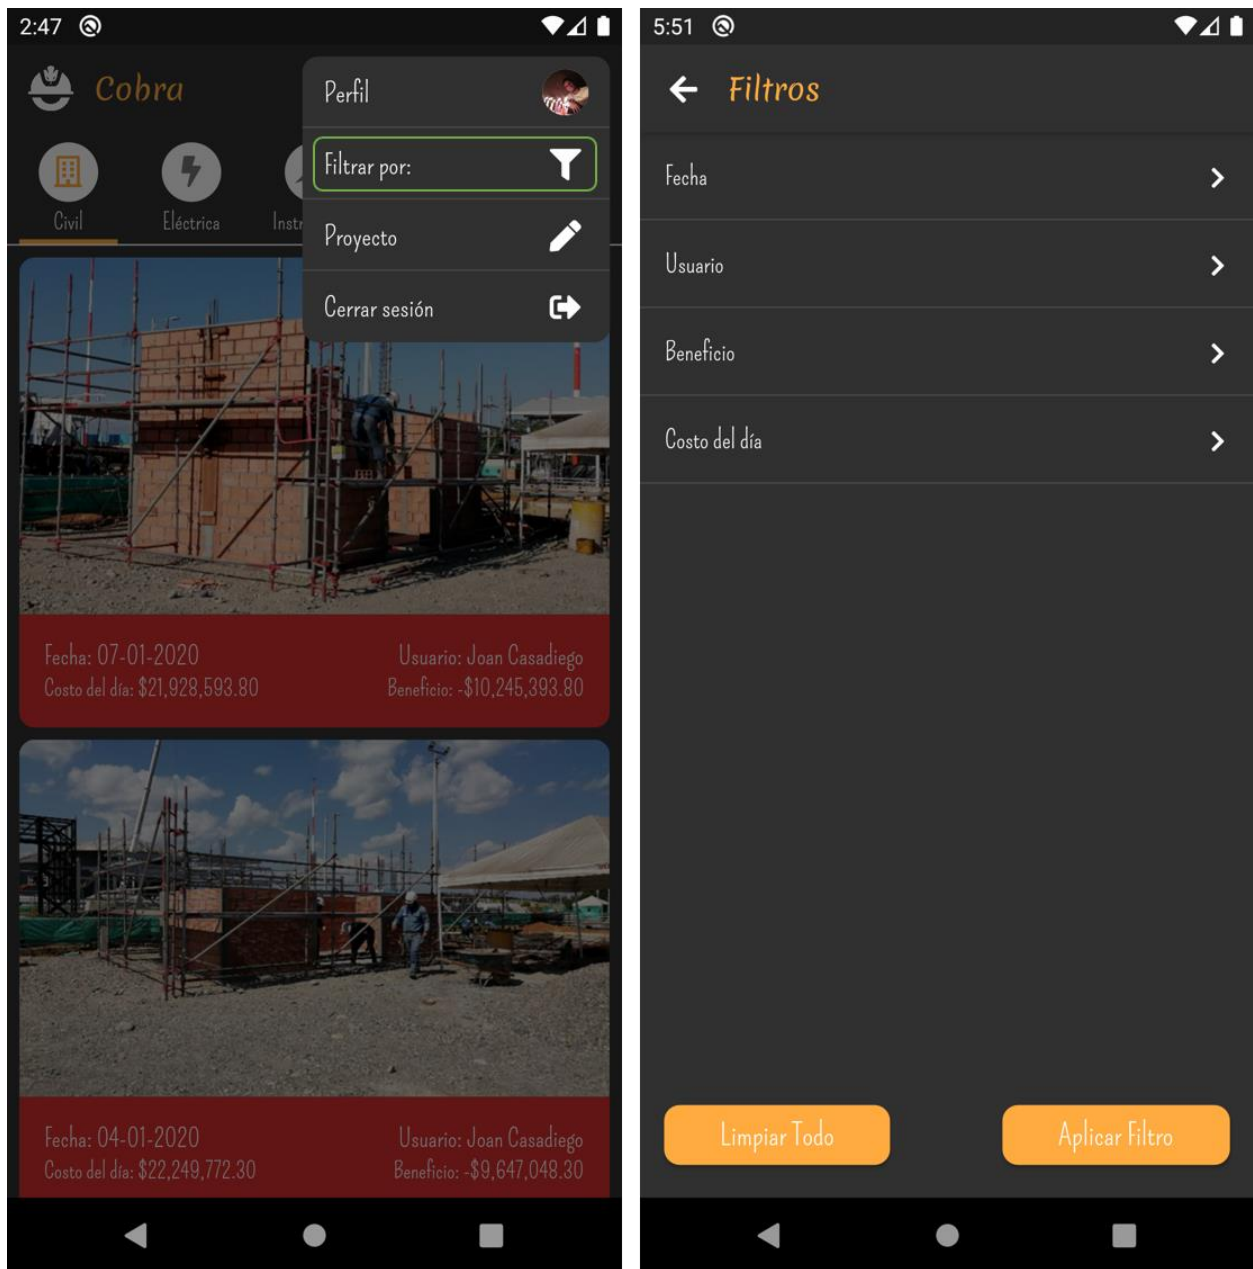 2:47
Cobra
Perfil
Filtrar por:
Proyecto
Cerrar sesión
Civil
Eléctrica
Instr
Fecha: 07-01-2020
Usuario: Joan Casadiego
Costo del día: $21,928,593.80
Beneficio: -$10,245,393.80
Fecha: 04-01-2020
Usuario: Joan Casadiego
Costo del día: $22,249,772.30
Beneficio: -$9,647,048.30
5:51
Filtros
Fecha
Usuario
Beneficio
Costo del día
Limpiar Todo
Aplicar Filtro